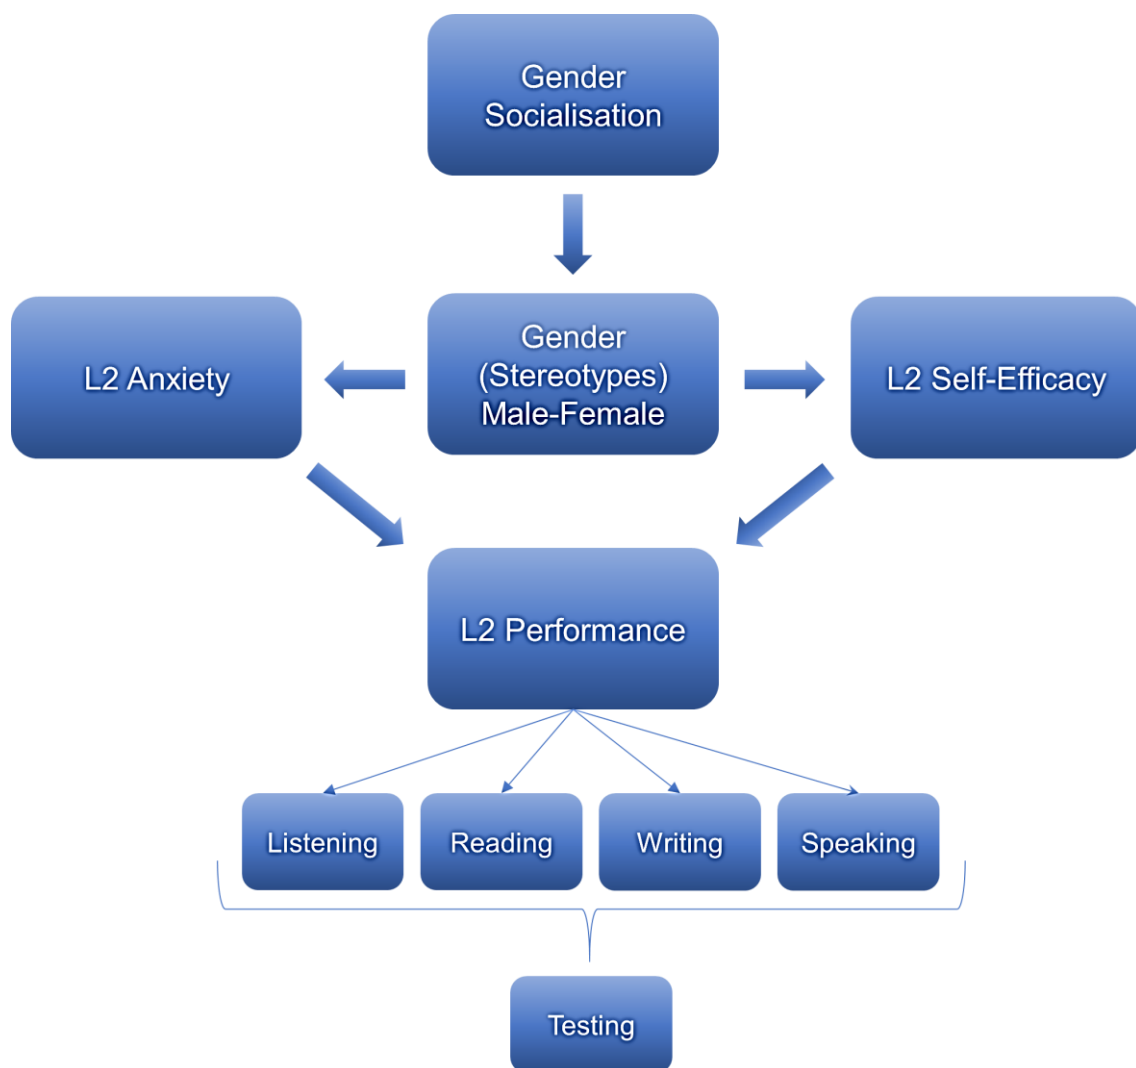 Gender
Socialisation
L2 Anxiety
Gender
(Stereotypes)
Male-Female
L2 Self-Efficacy
L2 Performance
Listening
Reading
Writing
Speaking
Testing